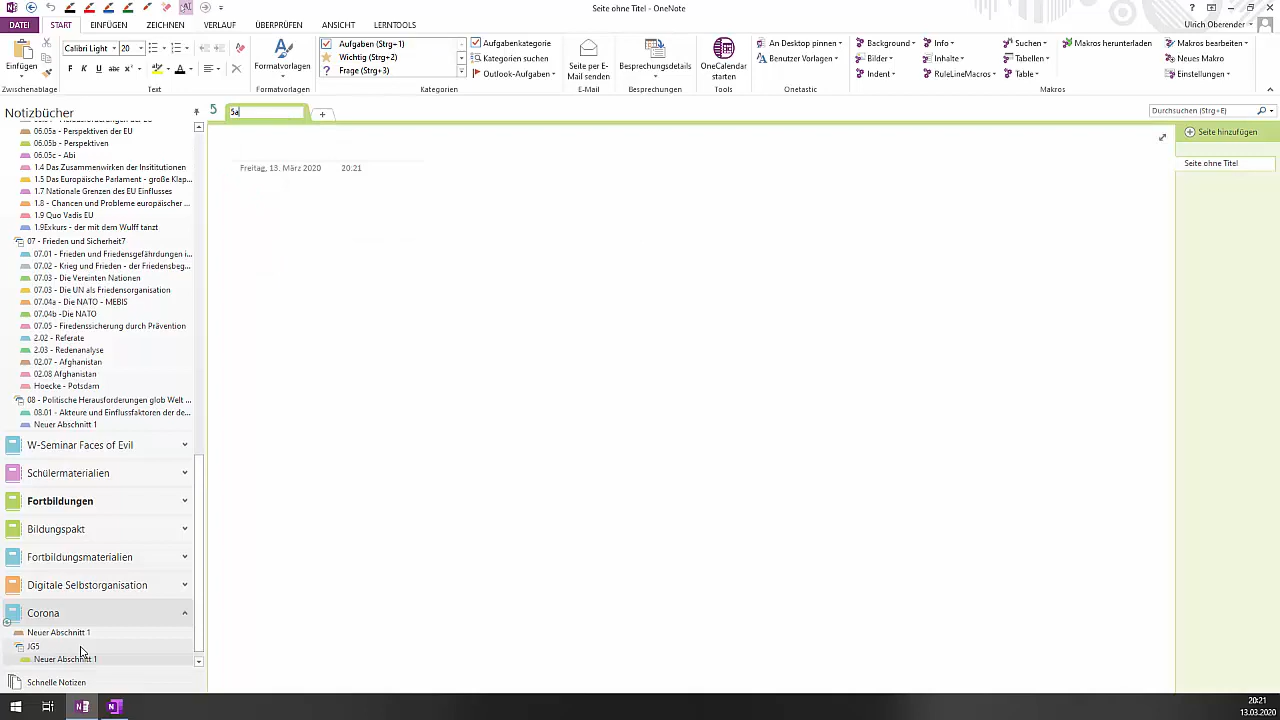 Seite ohne Titel - OneNote
DATEI START EINFÜGEN ZEICHNEN VERLAUF ÜBERPRÜFEN ANSICHT LERNTOOLS
Ulrich Oberender
Einfügen
Calibri Light 20
F K U abc x
Zwischenablage
Text
Formatvorlagen
Formatvorlagen
Aufgaben (Strg+1)
Wichtig (Strg+2)
Frage (Strg+3)
Aufgabenkategorie
Kategorien suchen
Outlook-Aufgaben
Kategorien
Seite per E-Mail senden
E-Mail
Besprechungsdetails
Besprechungen
OneCalendar starten
Tools
An Desktop pinnen
Benutzer Vorlagen
Onetastic
Background
Bilder
Indent
Info
Inhalte
RuleLineMacros
Suchen
Tabellen
Table
Makros herunterladen
Makros bearbeiten
Neues Makro
Einstellungen
Makros
Notizbücher
06.05a - Perspektiven der EU
06.05b - Perspektiven
06.05c - Abi
1.4 Das Zusammenwirken der Insititutionen
1.5 Das Europäische Parlament - große Klap...
1.7 Nationale Grenzen des EU Einflusses
1.8 - Chancen und Probleme europäischer ...
1.9 Quo Vadis EU
1.9Exkurs - der mit dem Wulff tanzt
07 - Frieden und Sicherheit7
07.01 - Frieden und Friedensgefährdungen i...
07.02 - Krieg und Frieden - der Friedensbeg...
07.03 - Die Vereinten Nationen
07.03 - Die UN als Friedensorganisation
07.04a - Die NATO - MEBIS
07.04b -Die NATO
07.05 - Firedenssicherung durch Prävention
2.02 - Referate
2.03 - Redenanalyse
02.07 - Afghanistan
02.08 Afghanistan
Hoecke - Potsdam
08 - Politische Herausforderungen glob Welt ...
08.01 - Akteure und Einflussfaktoren der de...
Neuer Abschnitt 1
W-Seminar Faces of Evil
Schülermaterialien
Fortbildungen
Bildungspakt
Fortbildungsmaterialien
Digitale Selbstorganisation
Corona
Neuer Abschnitt 1
JG5
Neuer Abschnitt 1
Schnelle Notizen
Sa
Freitag, 13. März 2020 20:21
Durchsuchen (Strg+E)
Seite hinzufügen
Seite ohne Titel
20:21
13.03.2020